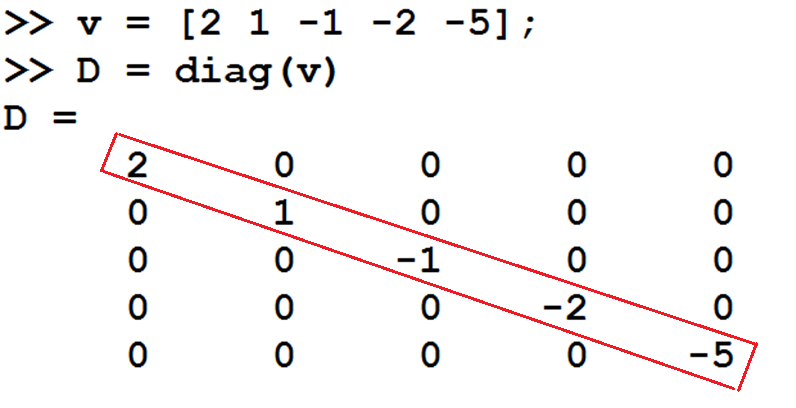 >> v = [2 1 -1 -2 -5];
>> D = diag(v)
D =
2 0 0 0 0
0 1 0 0 0
0 0 -1 0 0
0 0 0 -2 0
0 0 0 0 -5